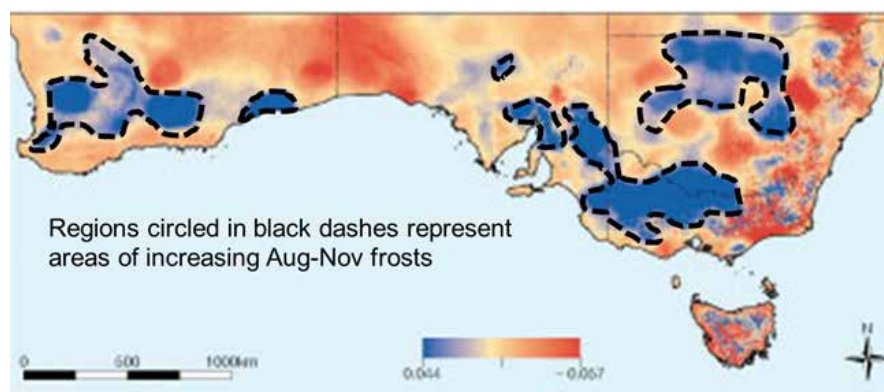 Regions circled in black dashes represent
areas of increasing Aug-Nov frosts
N
0 500 1000km
0.044 -0.057